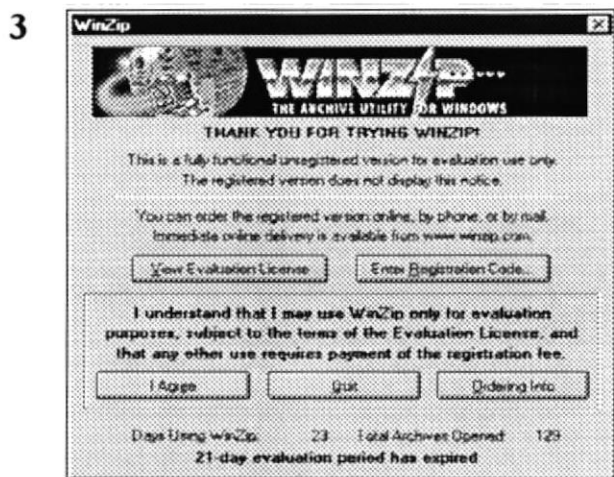 3
WinZip
WINZIP---
THE ARCHIVE UTILITY FOR WINDOWS
THANK YOU FOR TRYING WINZIP!
This is a fully functional unregistered version for evaluation use only.
The registered version does not display this notice.
You can order the registered version online, by phone, or by mail.
Immediate online delivery is available from www.winzip.com.
View Evaluation License Enter Registration Code...
I understand that I may use WinZip only for evaluation
purposes, subject to the terms of the Evaluation License, and
that any other use requires payment of the registration fee.
I Agree Quit Ordering Info
Days Using WinZip: 23 Total Archives Opened: 129
21-day evaluation period has expired